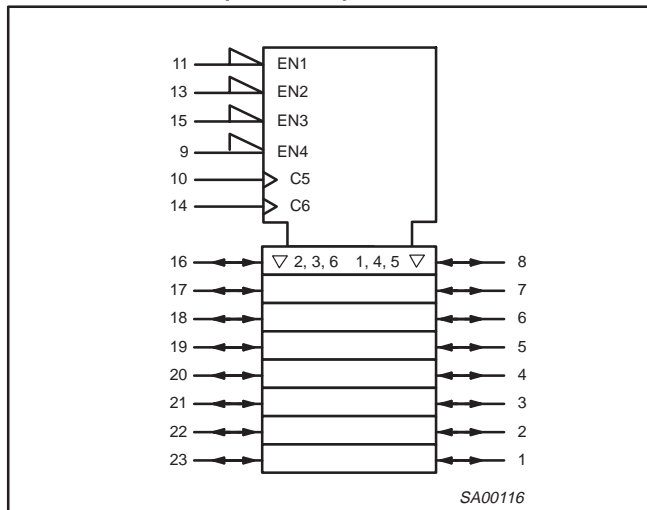 11 EN1
13 EN2
15 EN3
9 EN4
10 C5
14 C6
16 ▽ 2, 3, 6 1, 4, 5 ▽ 8
17 7
18 6
19 5
20 4
21 3
22 2
23 1
SA00116